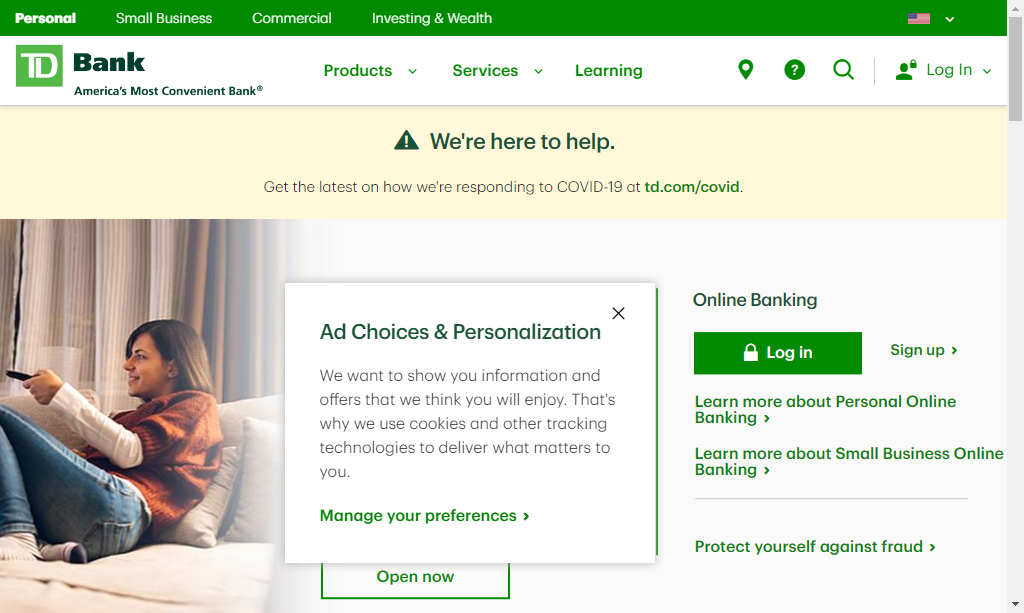 Personal
Small Business
Commercial
Investing & Wealth
TD
Bank
America's Most Convenient Bank®
Products
Services
Learning
?
Log In
We're here to help.
Get the latest on how we're responding to COVID-19 at td.com/covid.
Ad Choices & Personalization
We want to show you information and
offers that we think you will enjoy. That's
why we use cookies and other tracking
technologies to deliver what matters to
you.
Manage your preferences ›
Open now
Online Banking
Log in
Sign up ›
Learn more about Personal Online
Banking ›
Learn more about Small Business Online
Banking ›
Protect yourself against fraud ›